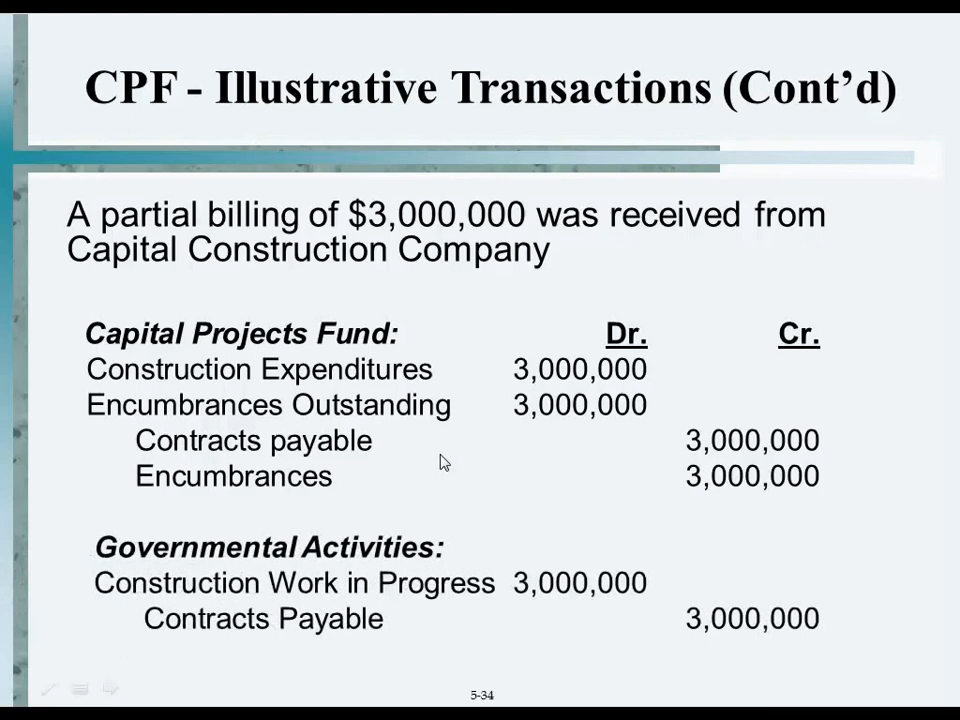 CPF - Illustrative Transactions (Cont’d)
A partial billing of $3,000,000 was received from
Capital Construction Company
Capital Projects Fund: Dr. Cr.
Construction Expenditures 3,000,000
Encumbrances Outstanding 3,000,000
Contracts payable 3,000,000
Encumbrances 3,000,000
Governmental Activities:
Construction Work in Progress 3,000,000
Contracts Payable 3,000,000
5-34